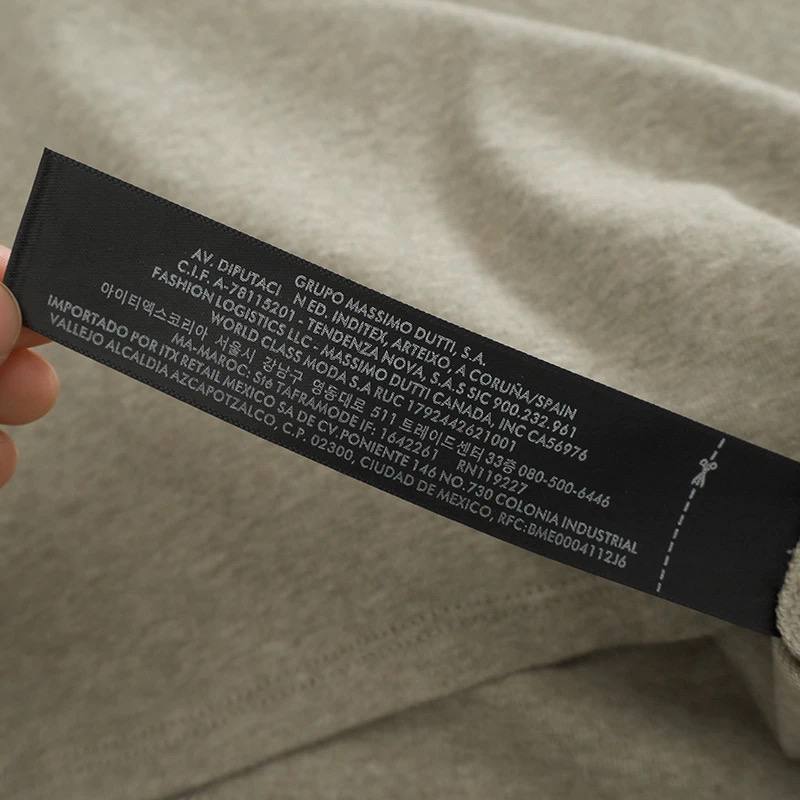 GRUPO MASSIMO DUTTI, S.A.
AV. DIPUTACI N ED. INDITEX, ARTEIXO, A CORUÑA/SPAIN
C.I.F. A-78115201 - TENDENZA NOVA, S.A.S SIC 900.232.961
FASHION LOGISTICS LLC - MASSIMO DUTTI CANADA, INC CA56976
WORLD CLASS MODA S.A RUC 1792442621001
아이티엑스코리아 서울시 강남구 영동대로 511 트레이드센터 33층 080-500-6446
MA-MAROC: 516 TAFRAMODE IF: 1642261 RN119227
IMPORTADO POR ITX RETAIL MEXICO SA DE CV.PONIENTE 146 NO.730 COLONIA INDUSTRIAL
VALLEJO ALCALDIA AZCAPOTZALCO, C.P. 02300, CIUDAD DE MEXICO, RFC:BME0004112J6